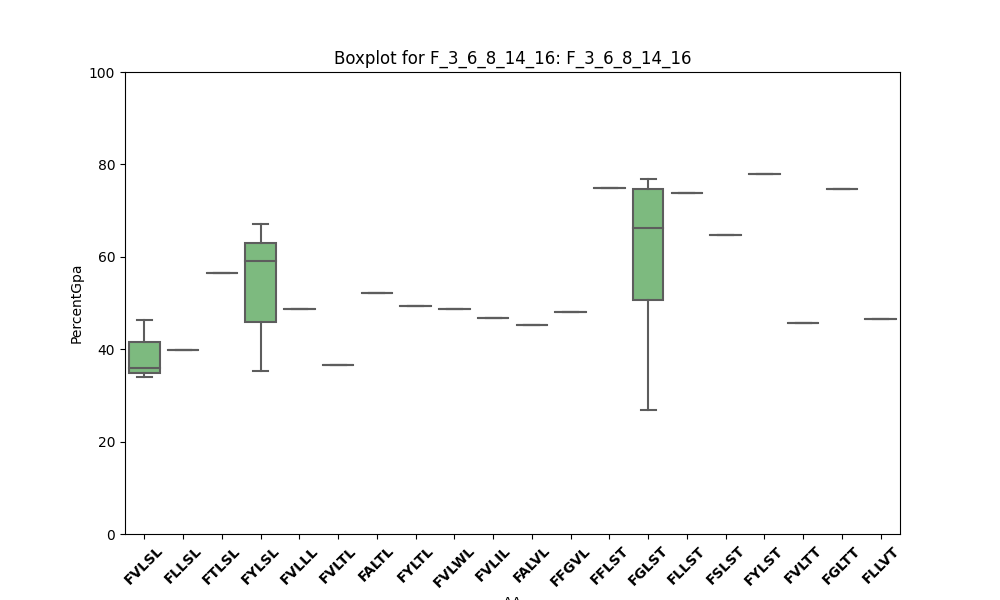 Boxplot for F_3_6_8_14_16: F_3_6_8_14_16
100
80
60
40
20
0
PercentGpa
FVLSL
FLLSL
FTLSL
FYLSL
FVLLL
FVLTL
FALTL
FYLTL
FVLWL
FVLIL
FALVL
FFGVL
FFLST
FGLST
FLLST
FSLST
FYLST
FVLTT
FGLTT
FLLVT